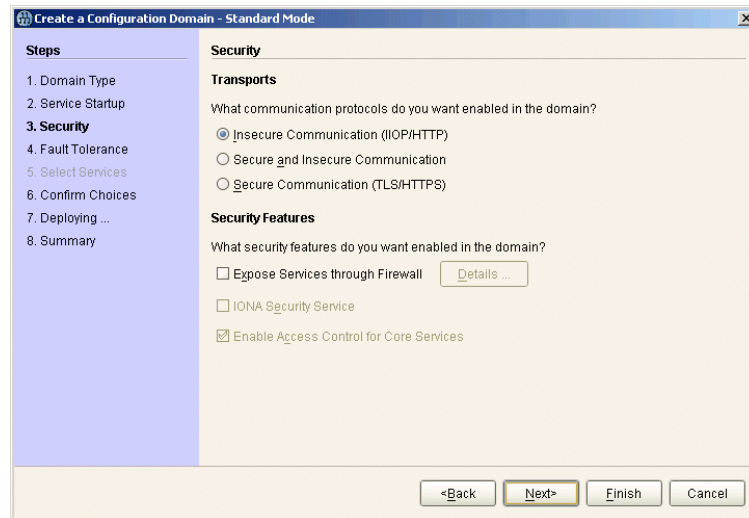 Create a Configuration Domain - Standard Mode
Steps
1. Domain Type
2. Service Startup
3. Security
4. Fault Tolerance
5. Select Services
6. Confirm Choices
7. Deploying ...
8. Summary
Security
Transports
What communication protocols do you want enabled in the domain?
Insecure Communication (IIOP/HTTP)
Secure and Insecure Communication
Secure Communication (TLS/HTTPS)
Security Features
What security features do you want enabled in the domain?
Expose Services through Firewall Details ...
IONA Security Service
Enable Access Control for Core Services
<Back Next> Finish Cancel